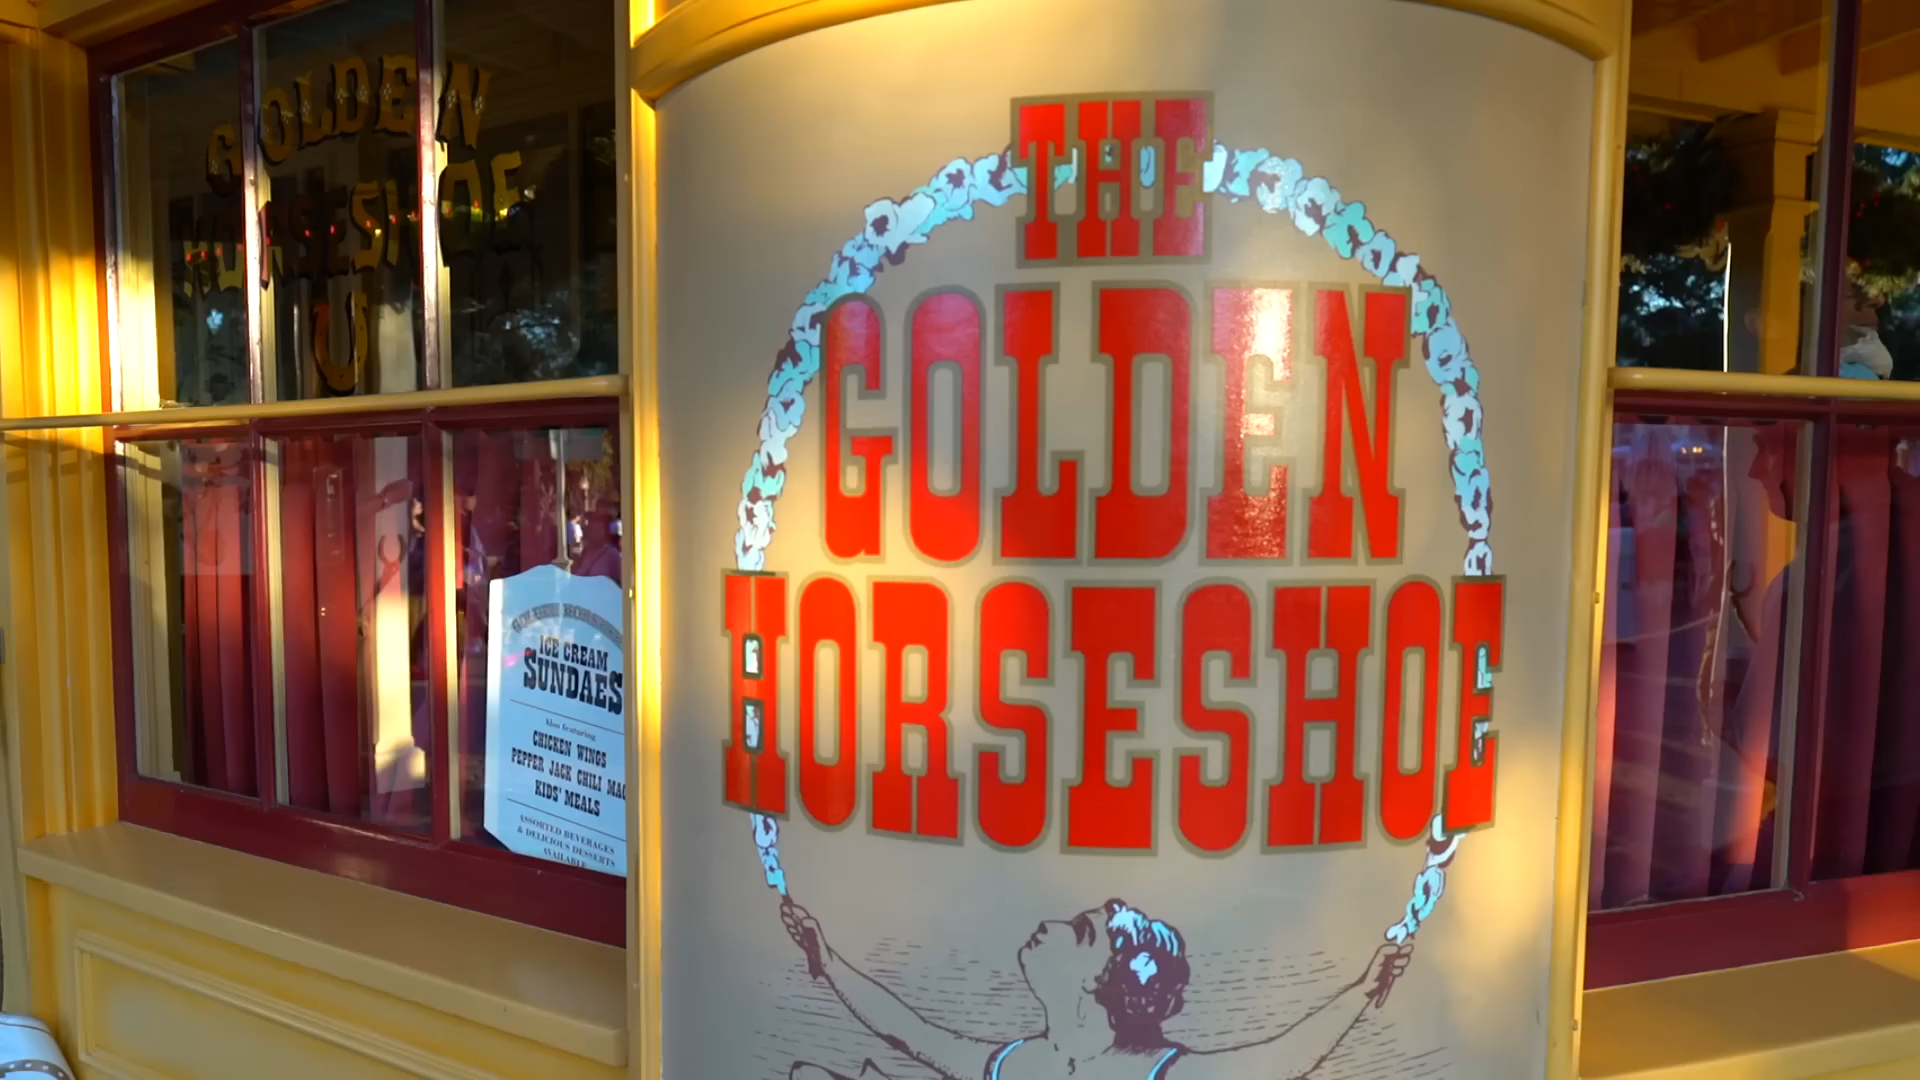 GOLDEN
HORSESHOE
THE
GOLDEN
HORSESHOE
ICE CREAM
SUNDAES
Also featuring
CHICKEN WINGS
PEPPER JACK CHILI MAC
KIDS' MEALS
ASSORTED BEVERAGES
& DELICIOUS DESSERTS
AVAILABLE